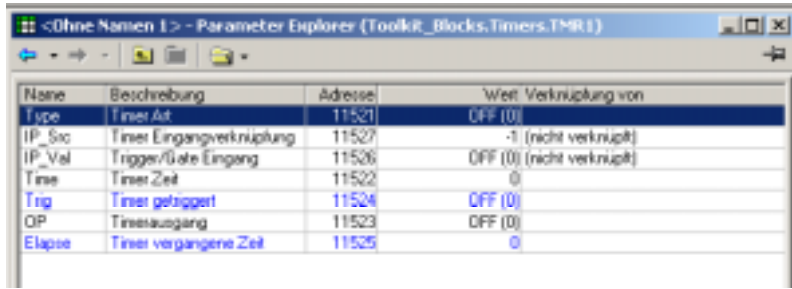 <Ohne Namen 1> - Parameter Explorer (Toolkit_Blocks.Timers.TMR1)
Name Beschreibung Adresse Wert Verknüpfung von
Type Timer Art 11521 OFF (0)
IP_Src Timer Eingangverknüpfung 11527 -1 (nicht verknüpft)
IP_Val Trigger/Gate Eingang 11526 OFF (0) (nicht verknüpft)
Time Timer Zeit 11522 0
Trig Timer getriggert 11524 OFF (0)
OP Timerausgang 11523 OFF (0)
Elapse Timer vergangene Zeit 11525 0